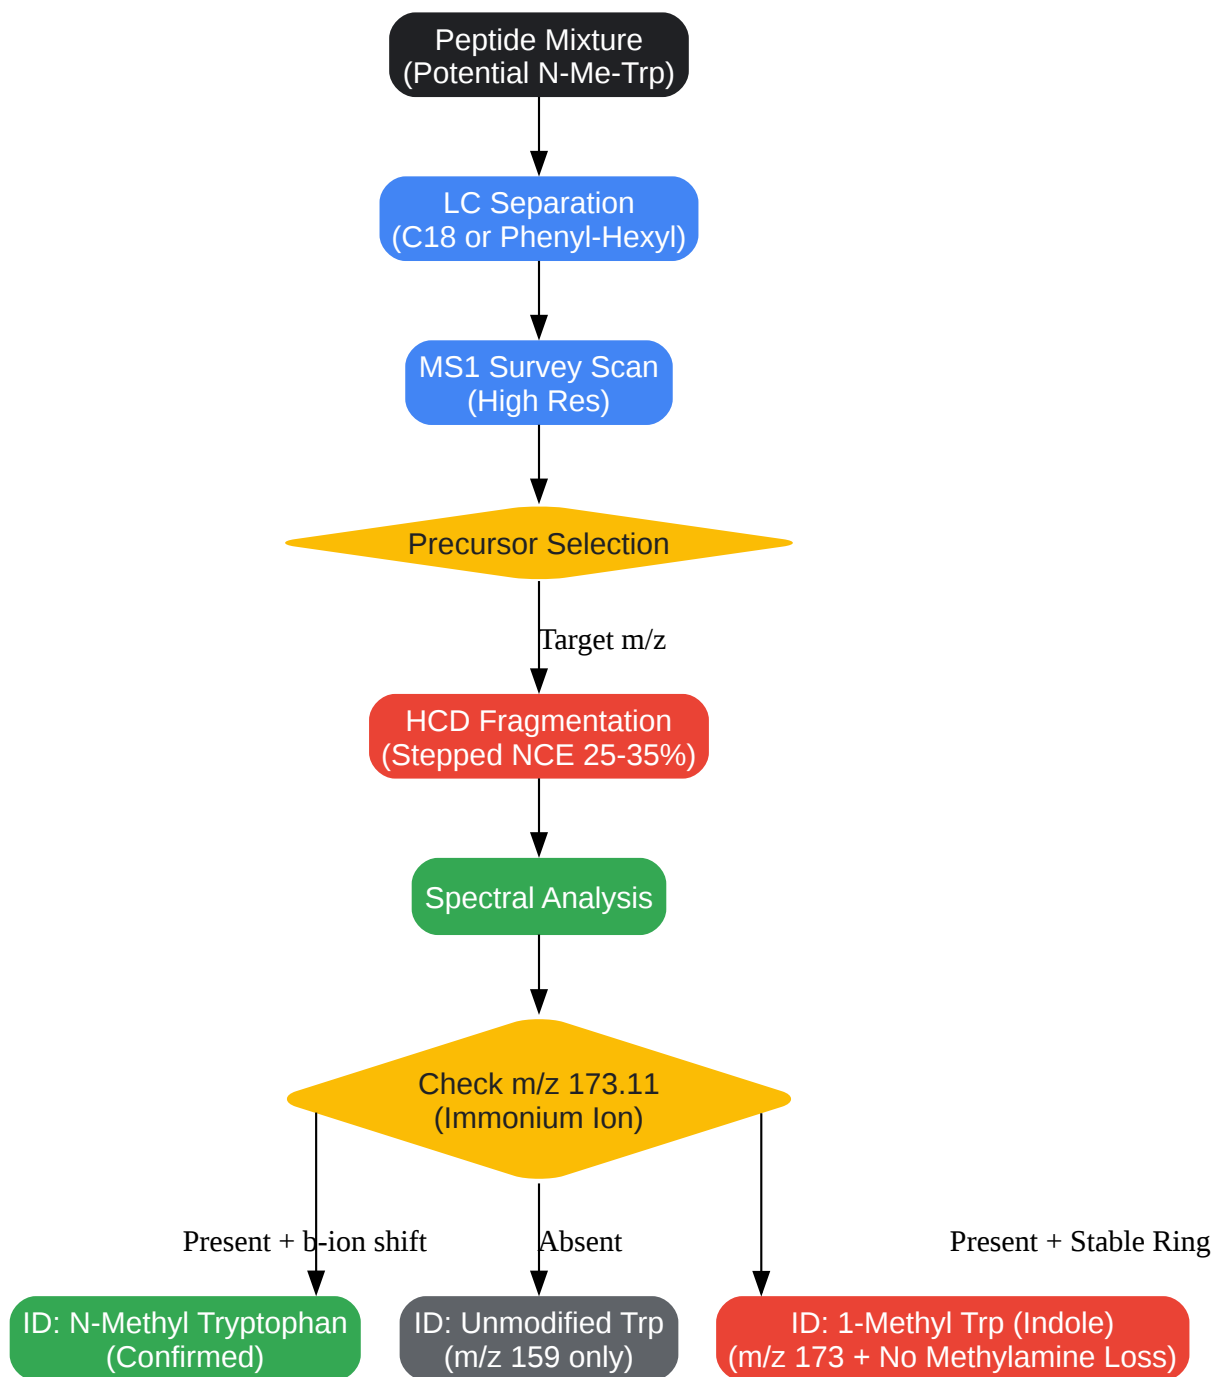 Peptide Mixture
(Potential N-Me-Trp)
LC Separation
(C18 or Phenyl-Hexyl)
MS1 Survey Scan
(High Res)
Precursor Selection
Target m/z
HCD Fragmentation
(Stepped NCE 25-35%)
Spectral Analysis
Check m/z 173.11
(Immonium Ion)
Present + b-ion shift
Absent
Present + Stable Ring
ID: N-Methyl Tryptophan
(Confirmed)
ID: Unmodified Trp
(m/z 159 only)
ID: 1-Methyl Trp (Indole)
(m/z 173 + No Methylamine Loss)